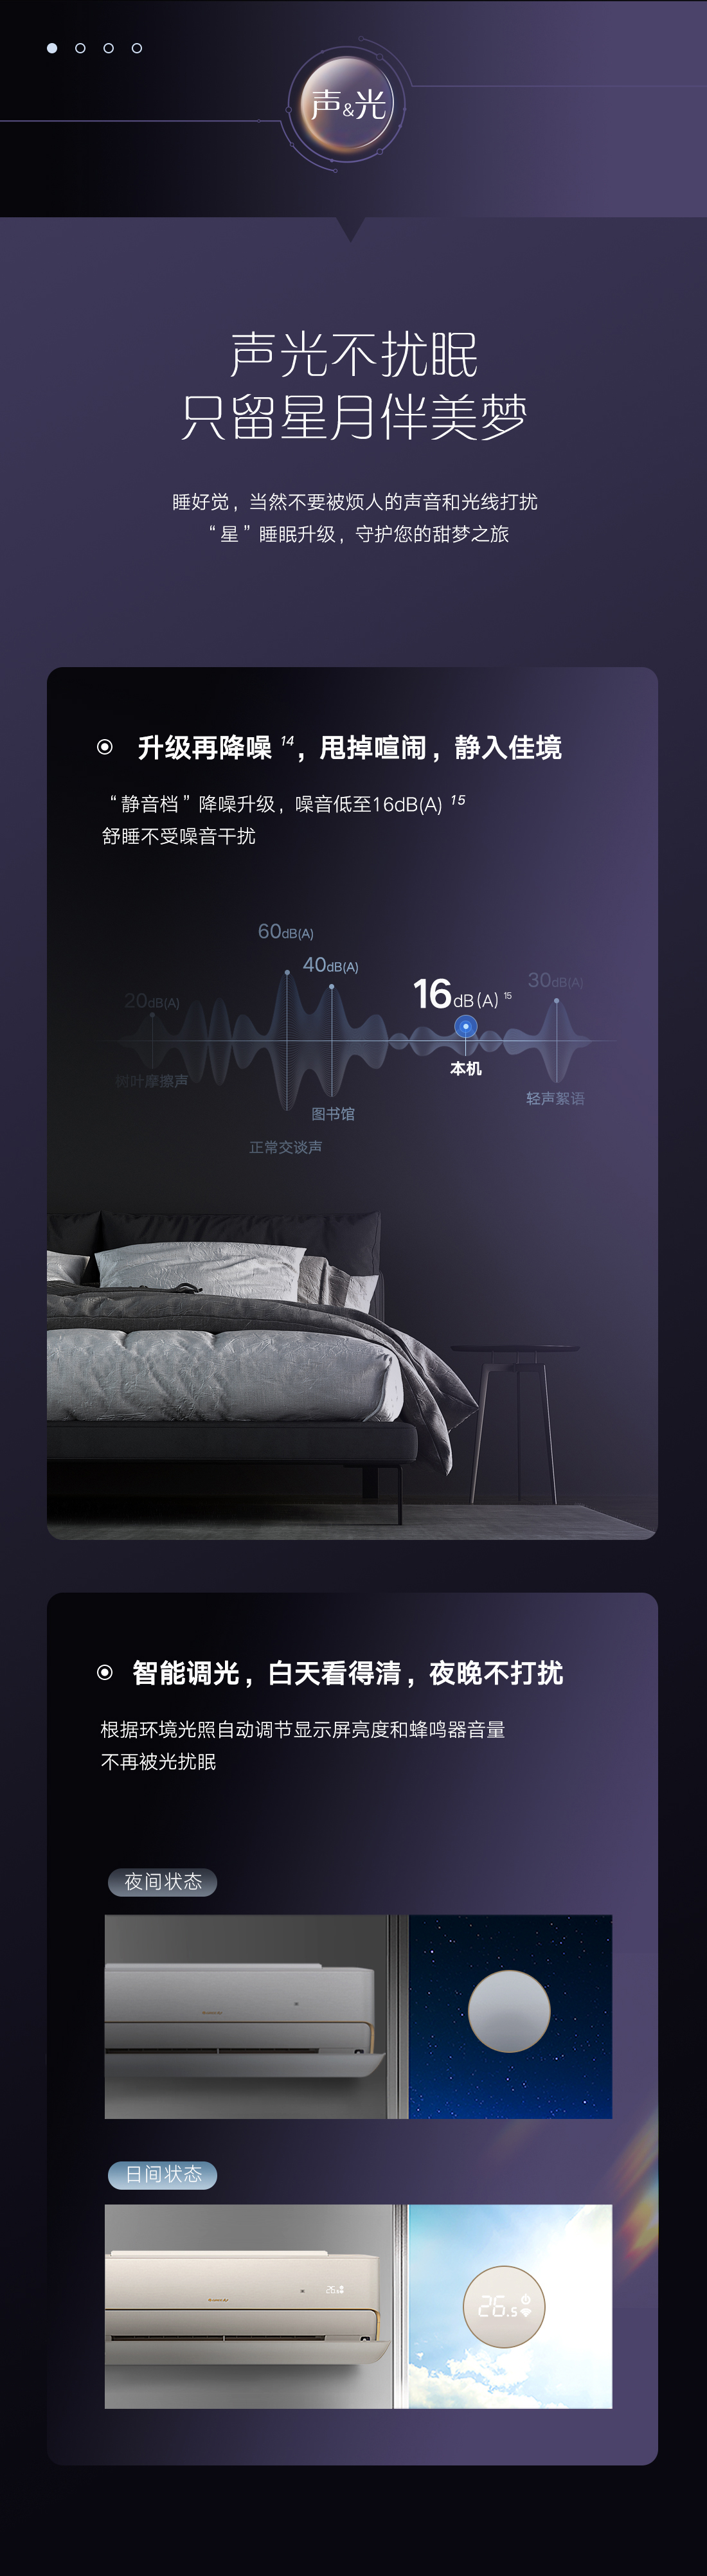 声&光
声光不扰眠
只留星月伴美梦
睡好觉，当然不要被烦人的声音和光线打扰
“星”睡眠升级，守护您的甜梦之旅
升级再降噪 14，甩掉喧闹，静入佳境
“静音档”降噪升级，噪音低至16dB(A) 15
舒睡不受噪音干扰
60dB(A)
40dB(A)
20dB(A)
16dB(A) 15
30dB(A)
本机
树叶摩擦声
轻声絮语
图书馆
正常交谈声
智能调光，白天看得清，夜晚不打扰
根据环境光照自动调节显示屏亮度和蜂鸣器音量
不再被光扰眠
夜间状态
日间状态
26.5